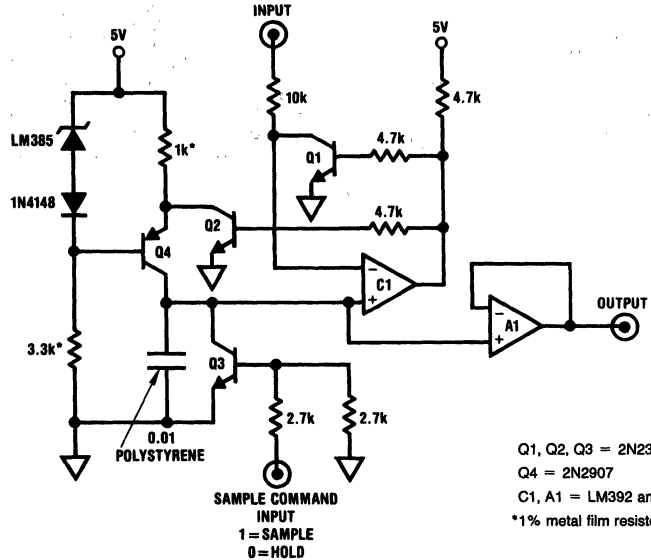 INPUT
5V
5V
10k
4.7k
LM385
1k*
Q1
4.7k
1N4148
4.7k
Q2
Q4
−
C1
+
−
A1
+
OUTPUT
3.3k*
Q3
2.7k
2.7k
0.01
POLYSTYRENE
SAMPLE COMMAND
INPUT
1 = SAMPLE
0 = HOLD
Q1, Q2, Q3 = 2N23
Q4 = 2N2907
C1, A1 = LM392 an
*1% metal film resisto